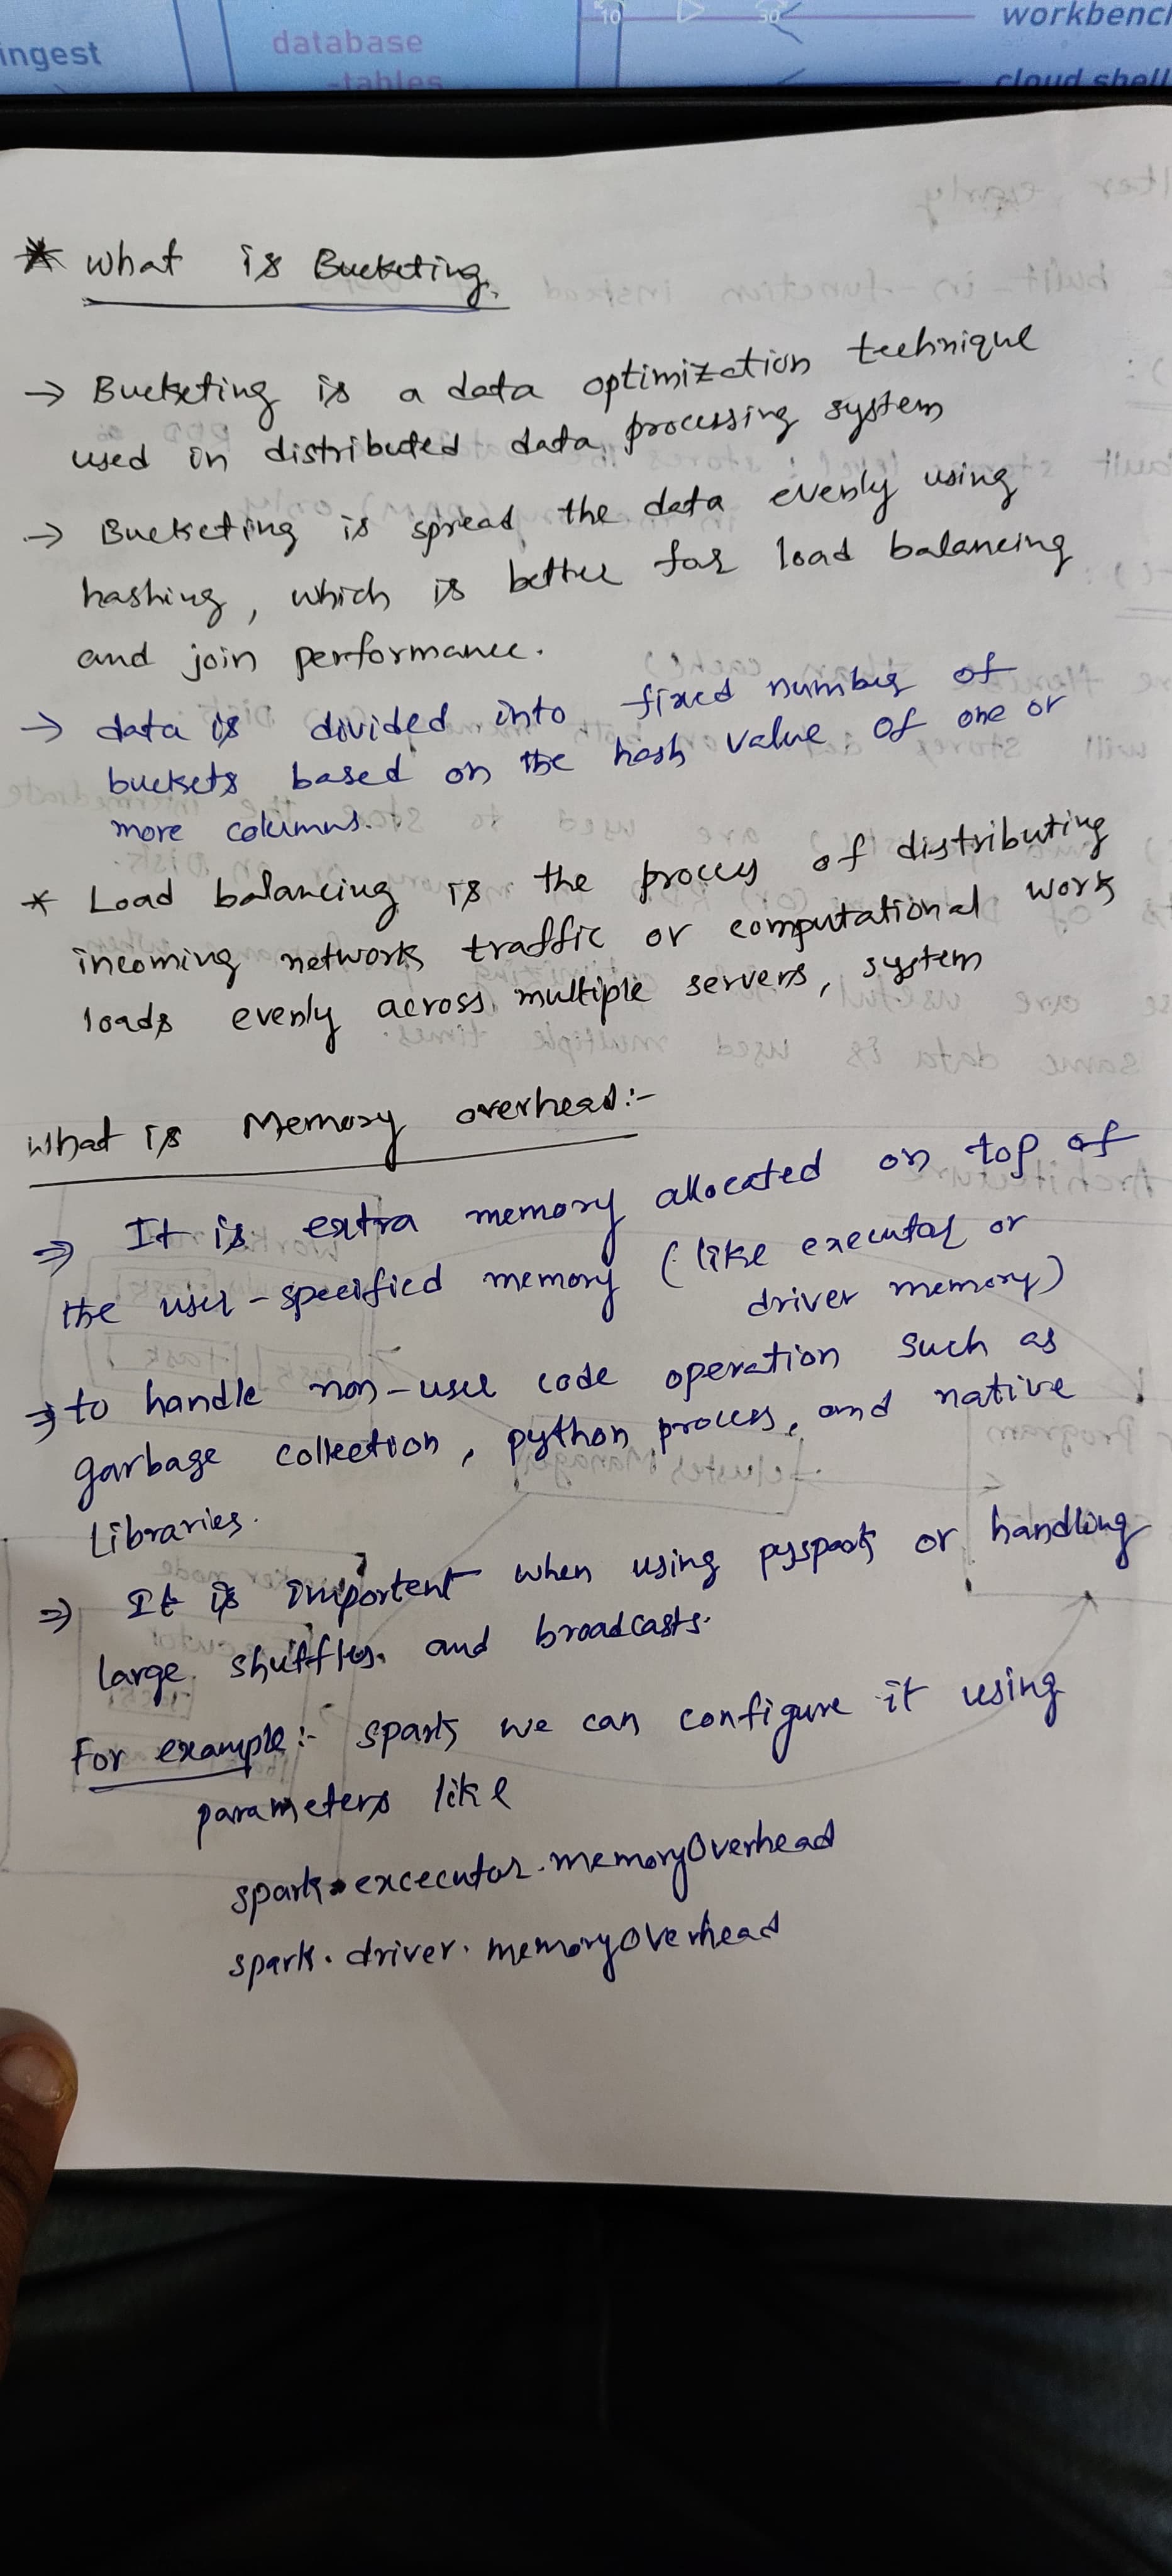 10
30
workbench
ingest
database
tables
cloud shell
* What is Bucketing.
→ Bucketing is a data optimization technique
used in distributed data processing system
→ Bucketing is spread the data evenly using
hashing, which is better for load balancing
and join performance.
→ data is divided into fixed number of
buckets based on the hash value of one or
more columns.
* Load balancing is the process of distributing
incoming network traffic or computational work
loads evenly across multiple servers, system
What is Memory overhead:-
⇒ It is extra memory allocated on top of
the user-specified memory (like executor or
driver memory)
⇒ to handle non-user code operation such as
garbage collection, python process, and native
Libraries.
⇒ It is importent when using pyspark or handling
large shuffles. and broadcasts.
For example:- spark we can configure it using
parameters like
spark.excecutor.memoryOverhead
spark.driver.memoryOverhead